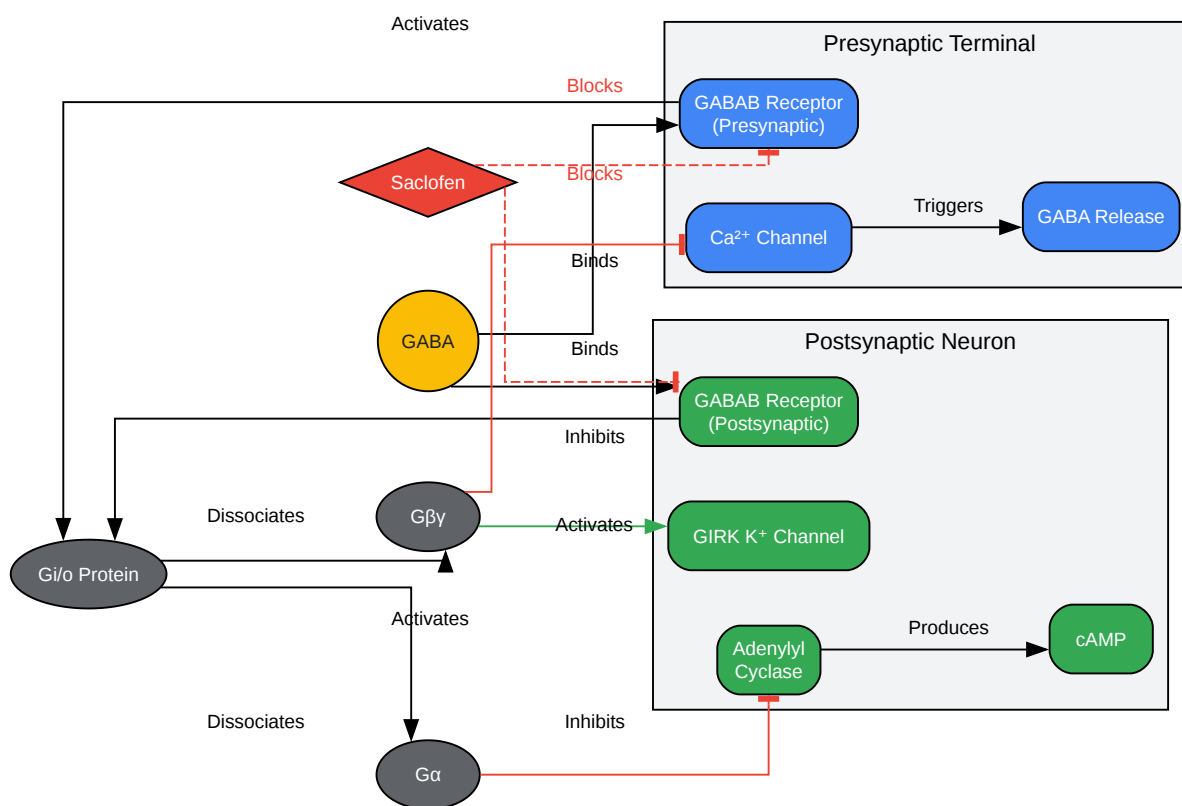 Activates
Presynaptic Terminal
Blocks
GABAB Receptor
(Presynaptic)
Saclofen
Blocks
Triggers
GABA Release
Ca²⁺ Channel
Binds
GABA
Binds
Postsynaptic Neuron
GABAB Receptor
(Postsynaptic)
Inhibits
Dissociates
Gβγ
Activates
GIRK K⁺ Channel
Gi/o Protein
Activates
Adenylyl
Cyclase
Produces
cAMP
Dissociates
Inhibits
Gα